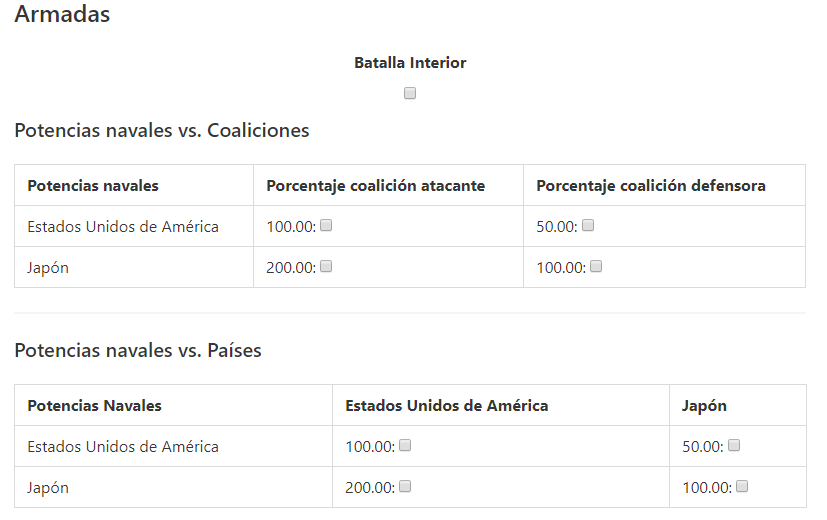 Armadas
Batalla Interior
Potencias navales vs. Coaliciones
Potencias navales Porcentaje coalición atacante Porcentaje coalición defensora
Estados Unidos de América 100.00: 50.00:
Japón 200.00: 100.00:
Potencias navales vs. Países
Potencias Navales Estados Unidos de América Japón
Estados Unidos de América 100.00: 50.00:
Japón 200.00: 100.00: